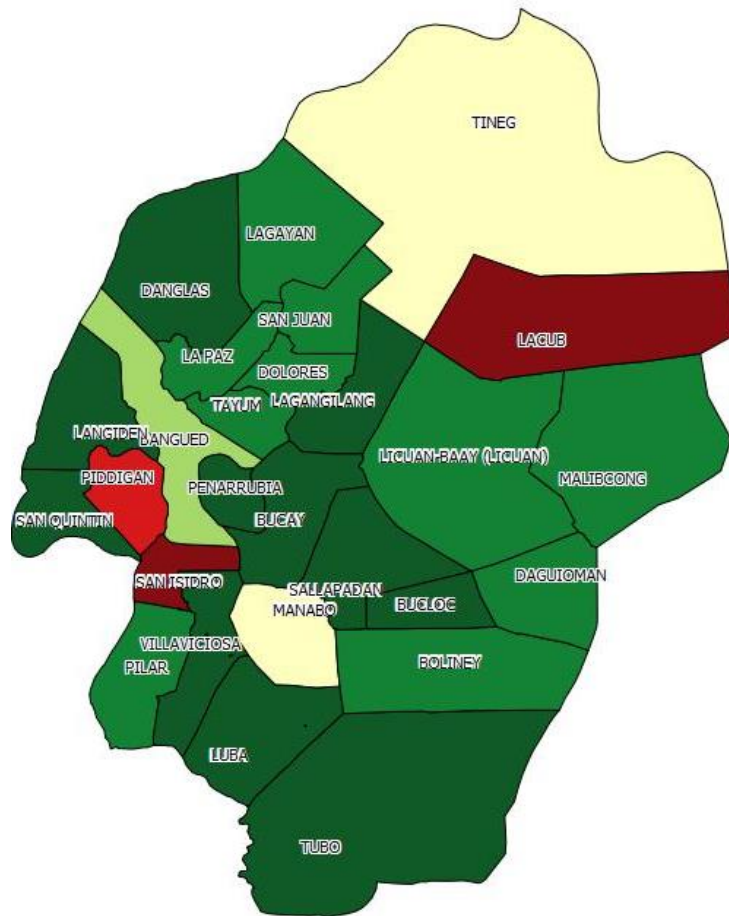 TINEG
LAGAYAN
DANGLAS
SAN JUAN
LACUB
LA PAZ
DOLORES
LAGANGILANG
TAYUM
LANGIDEN
BANGUED
LICUAN-BAAY (LICUAN)
PIDDIGAN
MALIBCONG
PENARRUBIA
SAN QUINTIN
BUCAY
DAGUIOMAN
SAN ISIDRO
SALLAPADAN
MANABO
BUCLOC
VILLAVICIOSA
BOLINEY
PILAR
LUBA
TUBO